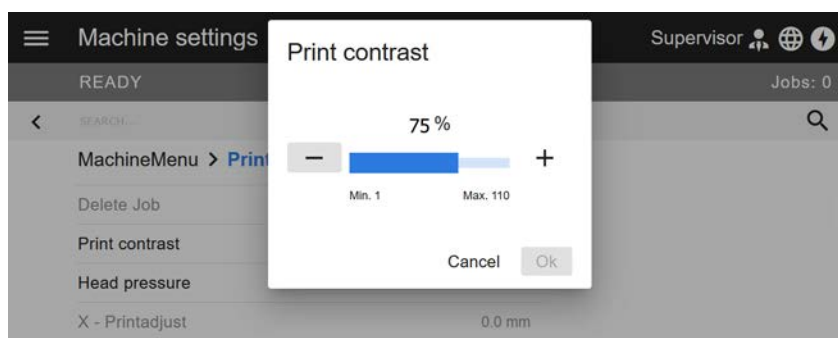 Machine settings
Supervisor
READY
Jobs: 0
SEARCH...
MachineMenu > Print
Delete Job
Print contrast
Head pressure
X - Printadjust 0.0 mm
Print contrast
75 %
− +
Min. 1 Max. 110
Cancel Ok